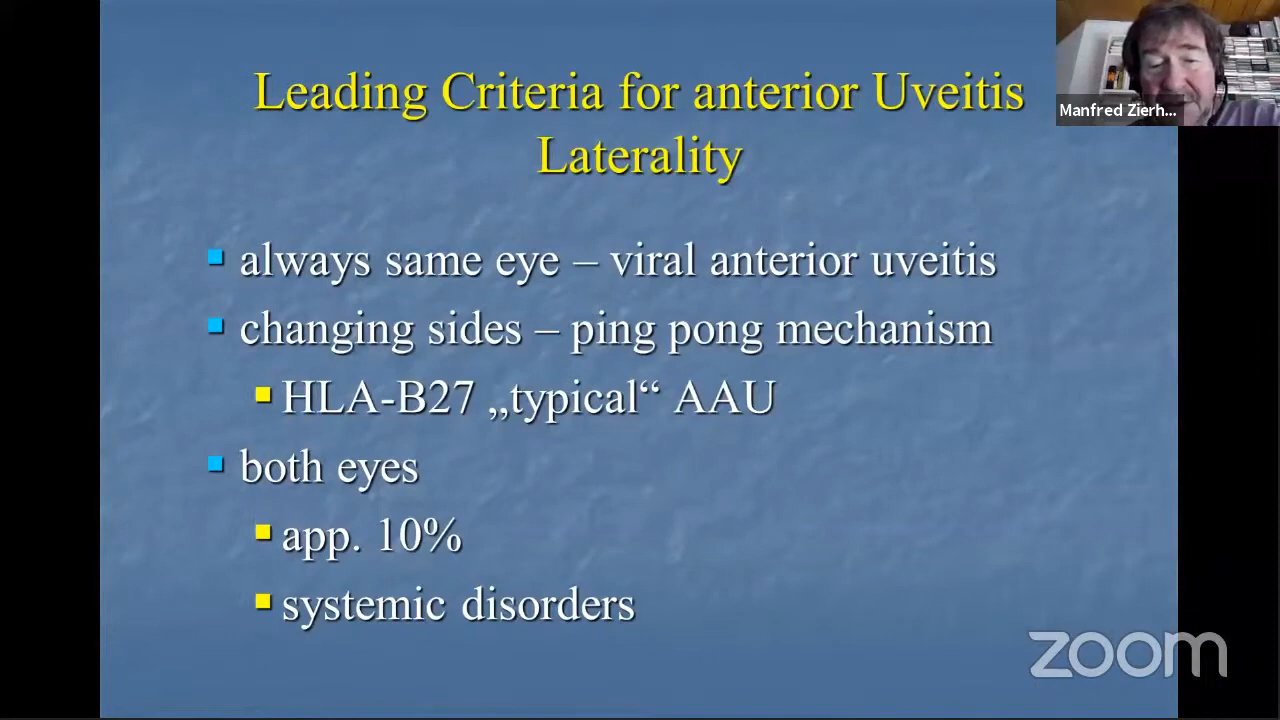 Leading Criteria for anterior Uveitis
Laterality
Manfred Zierh...
always same eye – viral anterior uveitis
changing sides – ping pong mechanism
HLA-B27 „typical“ AAU
both eyes
app. 10%
systemic disorders
zoom